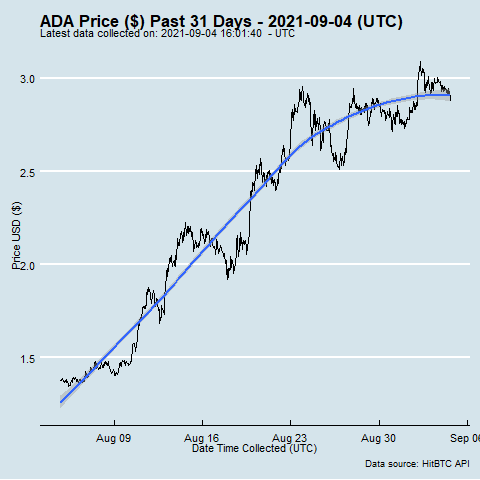 ADA Price ($) Past 31 Days - 2021-09-04 (UTC)
Latest data collected on: 2021-09-04 16:01:40 - UTC
3.0
2.5
2.0
1.5
Price USD ($)
Aug 09 Aug 16 Aug 23 Aug 30 Sep 06
Date Time Collected (UTC)
Data source: HitBTC API